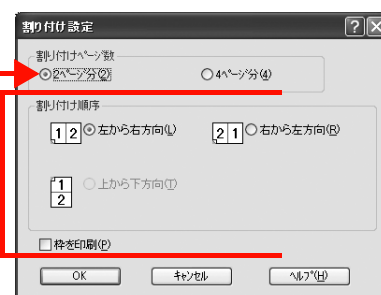 割り付け設定
割り付けページ数
2ページ分(2)
4ページ分(4)
割り付け順序
1 2 左から右方向(L)
2 1 右から左方向(R)
1
2
上から下方向(T)
枠を印刷(P)
OK
キャンセル
ヘルプ(H)